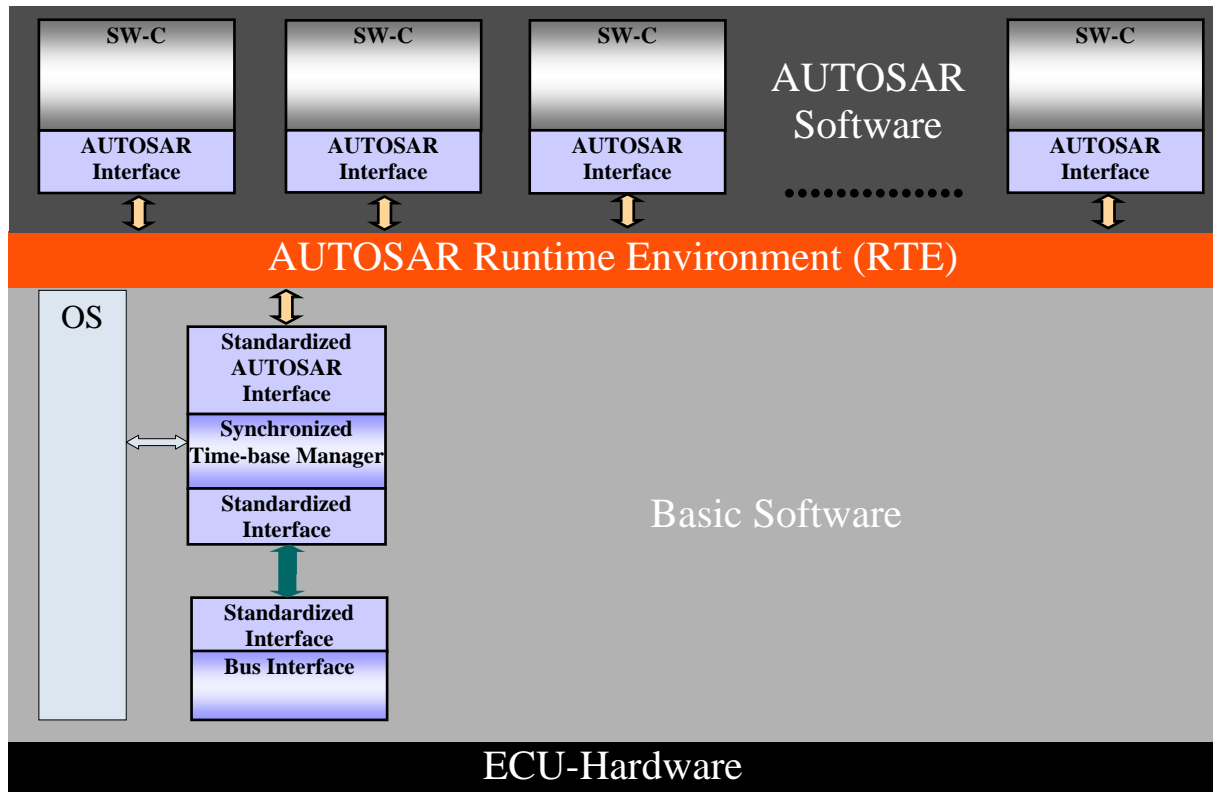 SW-C
AUTOSAR
Interface
SW-C
AUTOSAR
Interface
SW-C
AUTOSAR
Interface
AUTOSAR
Software
..............
SW-C
AUTOSAR
Interface
AUTOSAR Runtime Environment (RTE)
OS
Standardized
AUTOSAR
Interface
Synchronized
Time-base Manager
Standardized
Interface
Standardized
Interface
Bus Interface
Basic Software
ECU-Hardware